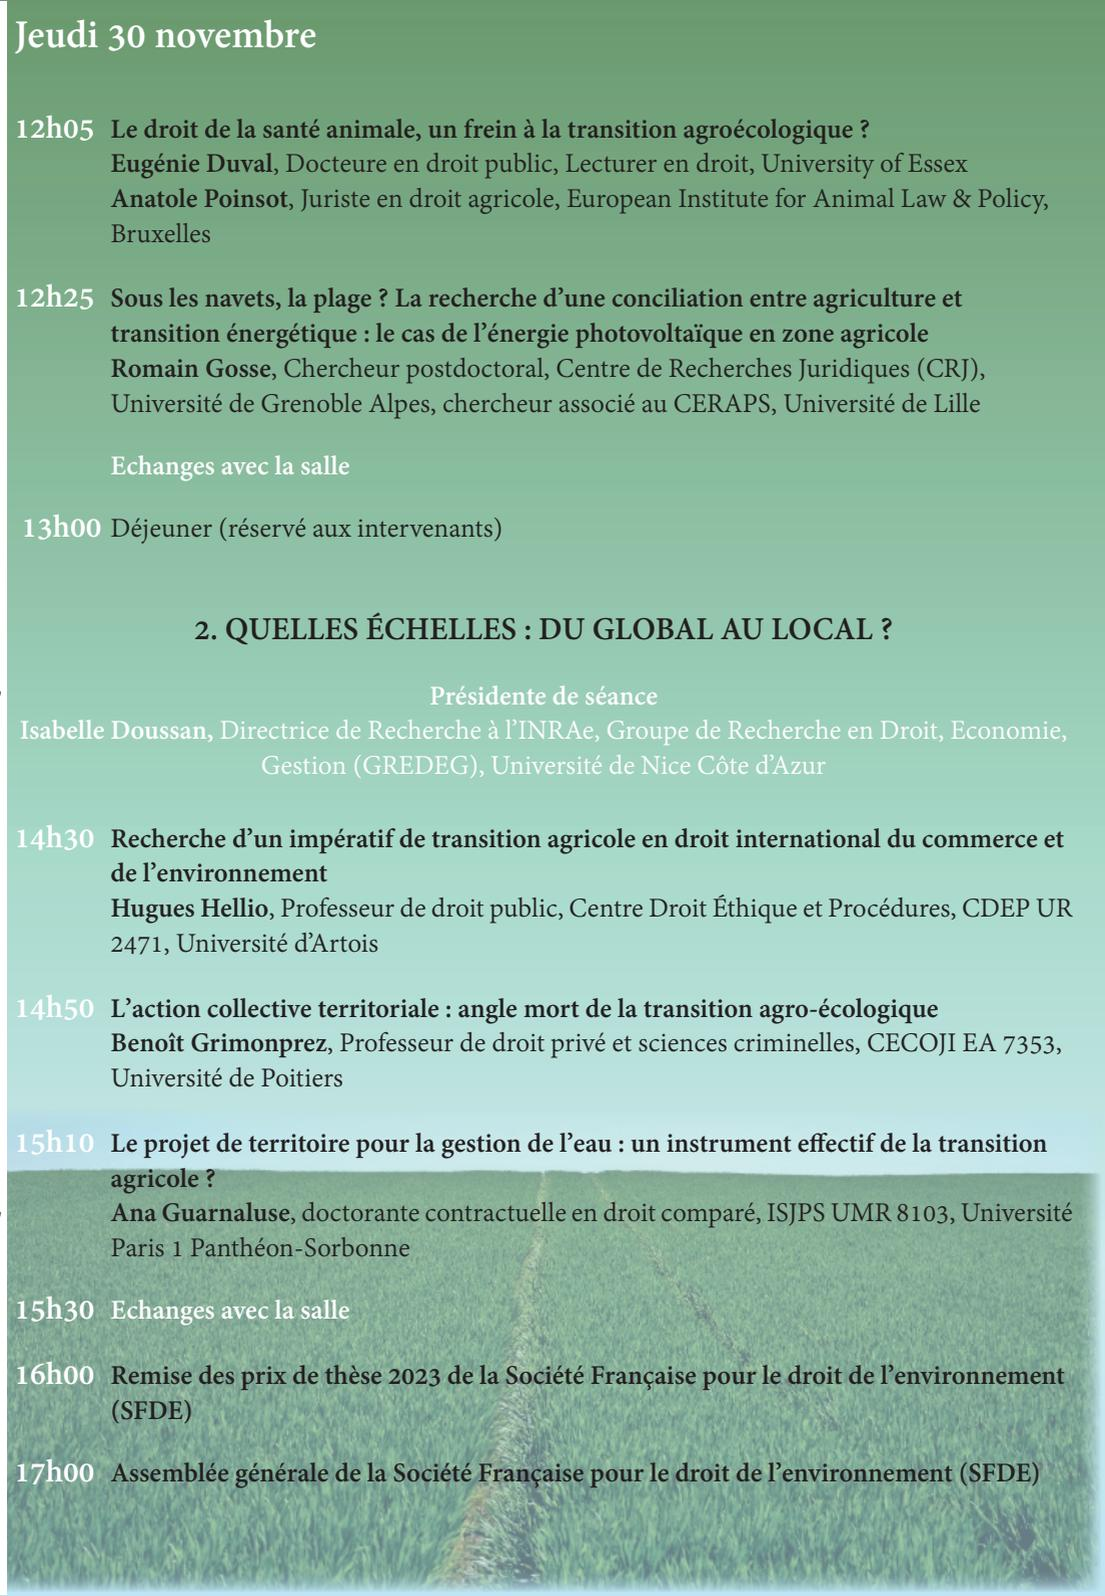 Jeudi 30 novembre
12h05 Le droit de la santé animale, un frein à la transition agroécologique ?
Eugénie Duval, Docteure en droit public, Lecturer en droit, University of Essex
Anatole Poinsot, Juriste en droit agricole, European Institute for Animal Law & Policy,
Bruxelles
12h25 Sous les navets, la plage ? La recherche d’une conciliation entre agriculture et
transition énergétique : le cas de l’énergie photovoltaïque en zone agricole
Romain Gosse, Chercheur postdoctoral, Centre de Recherches Juridiques (CRJ),
Université de Grenoble Alpes, chercheur associé au CERAPS, Université de Lille
Echanges avec la salle
13h00 Déjeuner (réservé aux intervenants)
2. QUELLES ÉCHELLES : DU GLOBAL AU LOCAL ?
Présidente de séance
Isabelle Doussan, Directrice de Recherche à l’INRAe, Groupe de Recherche en Droit, Economie,
Gestion (GREDEG), Université de Nice Côte d’Azur
14h30 Recherche d’un impératif de transition agricole en droit international du commerce et
de l’environnement
Hugues Hellio, Professeur de droit public, Centre Droit Éthique et Procédures, CDEP UR
2471, Université d’Artois
14h50 L’action collective territoriale : angle mort de la transition agro-écologique
Benoît Grimonprez, Professeur de droit privé et sciences criminelles, CECOJI EA 7353,
Université de Poitiers
15h10 Le projet de territoire pour la gestion de l’eau : un instrument effectif de la transition
agricole ?
Ana Guarnaluse, doctorante contractuelle en droit comparé, ISJPS UMR 8103, Université
Paris 1 Panthéon-Sorbonne
15h30 Echanges avec la salle
16h00 Remise des prix de thèse 2023 de la Société Française pour le droit de l’environnement
(SFDE)
17h00 Assemblée générale de la Société Française pour le droit de l’environnement (SFDE)